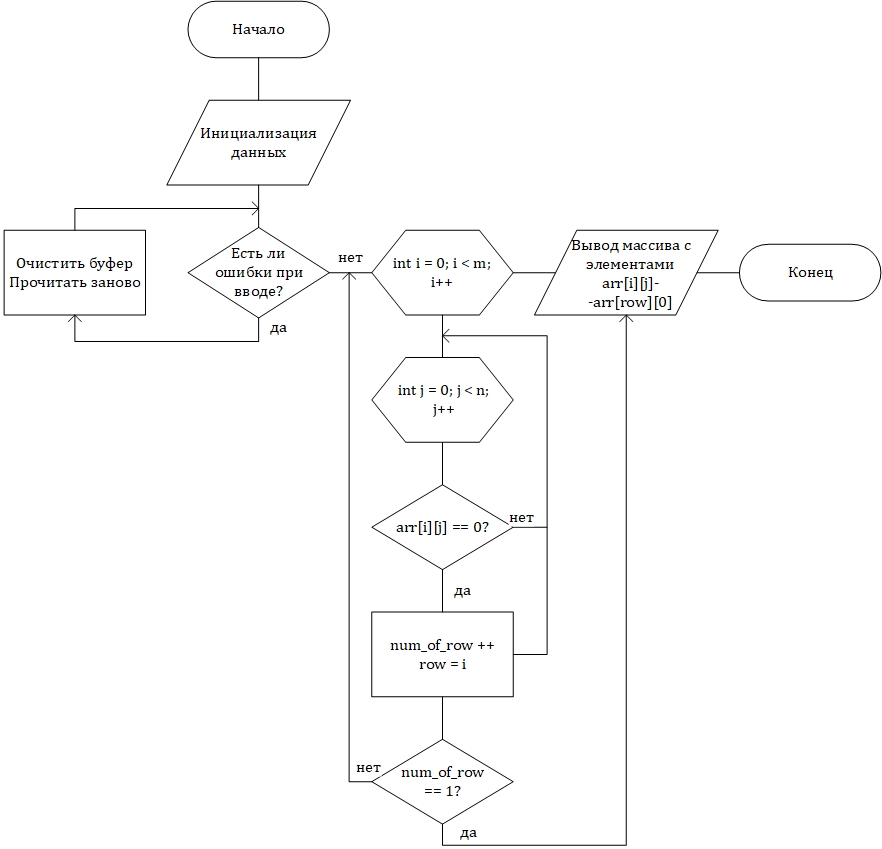 Начало
Инициализация
данных
Очистить буфер
Прочитать заново
Есть ли
ошибки при
вводе?
нет
да
int i = 0; i < m;
i++
Вывод массива с
элементами
arr[i][j]-
-arr[row][0]
Конец
int j = 0; j < n;
j++
arr[i][j] == 0?
нет
да
num_of_row ++
row = i
нет
num_of_row
== 1?
да